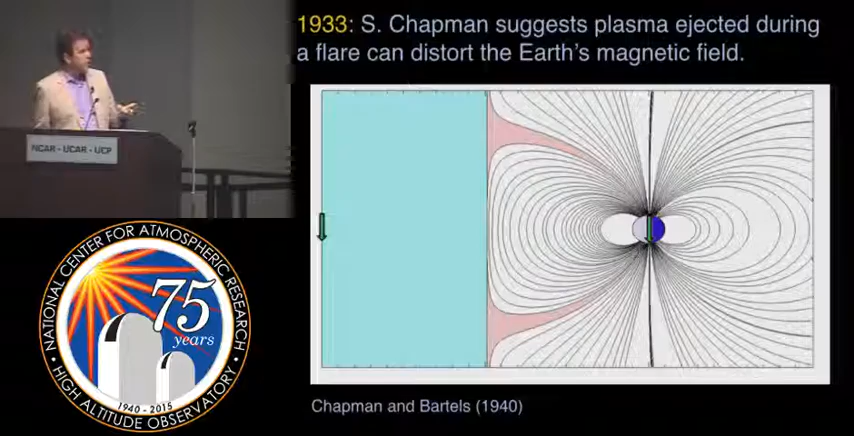 1933: S. Chapman suggests plasma ejected during
a flare can distort the Earth's magnetic field.
NCAR - UCAR - UCP
NATIONAL CENTER FOR ATMOSPHERIC RESEARCH
75
years
1940 - 2015
HIGH ALTITUDE OBSERVATORY
Chapman and Bartels (1940)